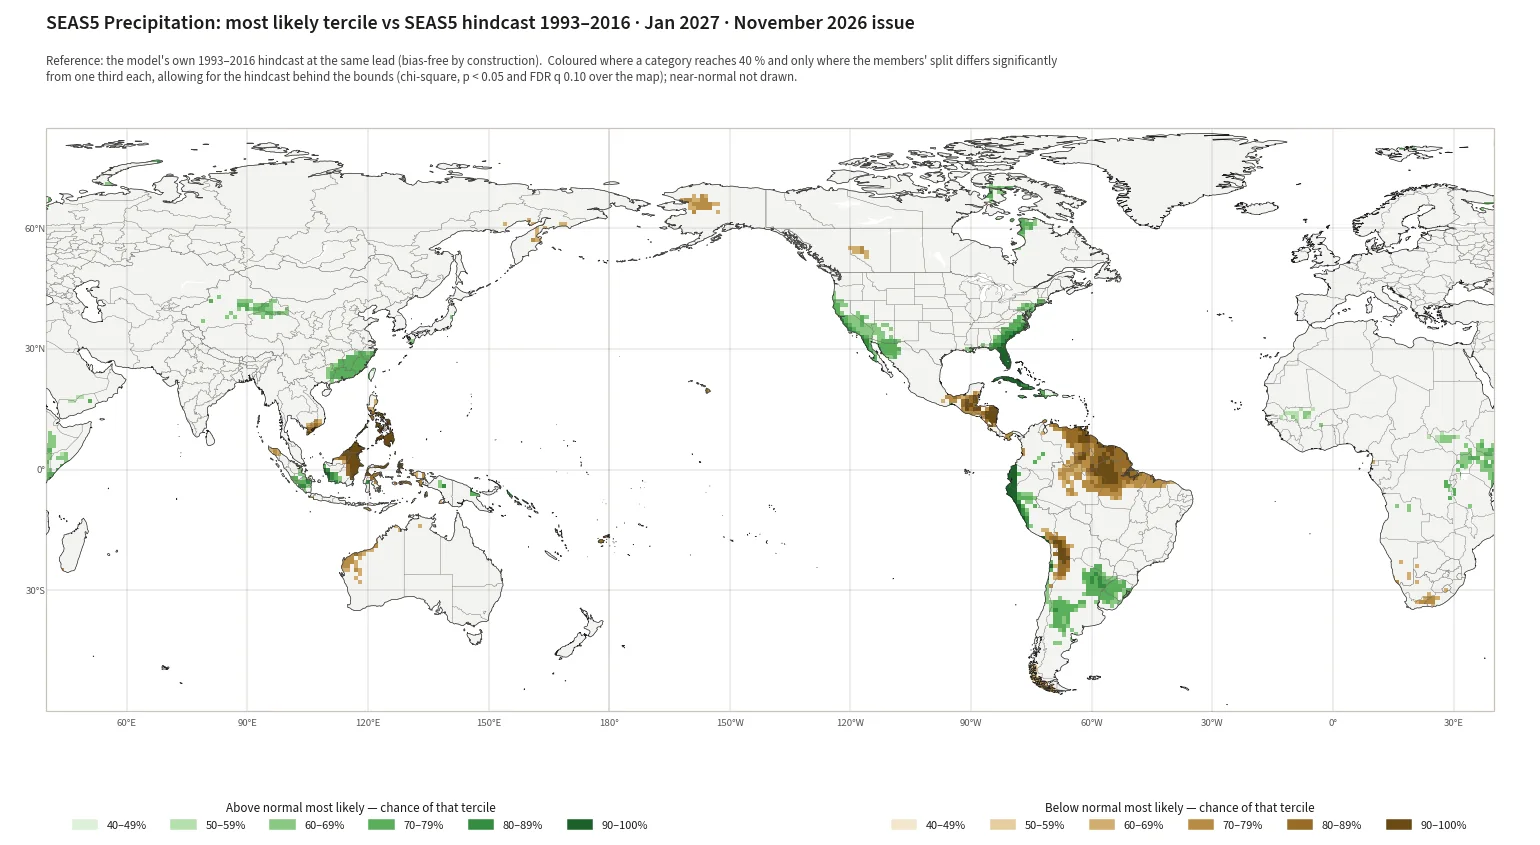 SEAS5 Precipitation: most likely tercile vs SEAS5 hindcast 1993–2016 · Jan 2027 · November 2026 issue
Reference: the model's own 1993–2016 hindcast at the same lead (bias-free by construction).  Coloured where a category reaches 40 % and only where the members' split differs significantly
from one third each, allowing for the hindcast behind the bounds (chi-square, p < 0.05 and FDR q 0.10 over the map); near-normal not drawn.
60°N
30°N
0°
30°S
60°E 90°E 120°E 150°E 180° 150°W 120°W 90°W 60°W 30°W 0° 30°E
Above normal most likely — chance of that tercile
40–49% 50–59% 60–69% 70–79% 80–89% 90–100%
Below normal most likely — chance of that tercile
40–49% 50–59% 60–69% 70–79% 80–89% 90–100%